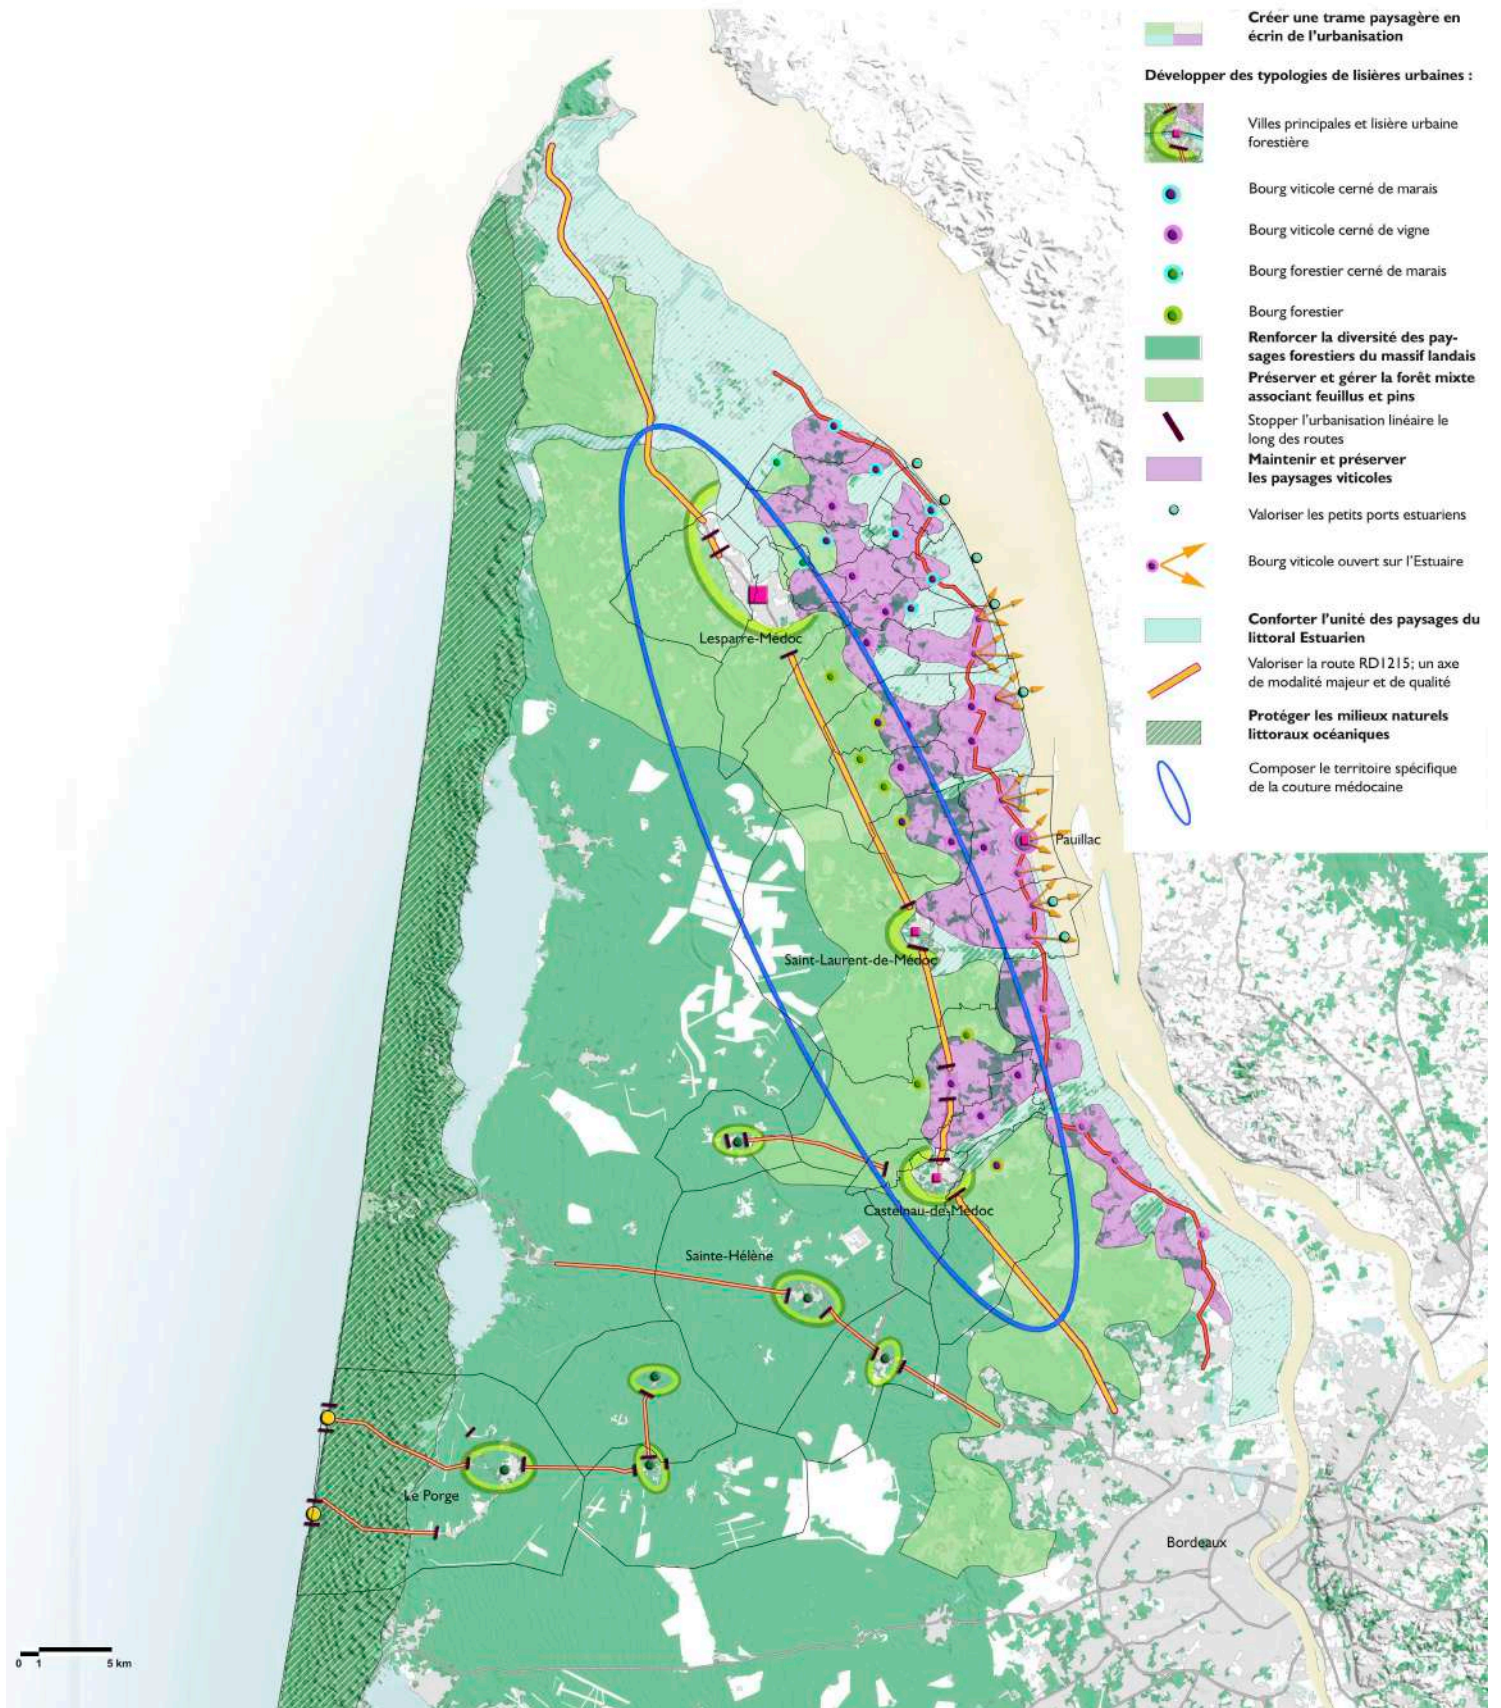 Créer une trame paysagère en
écrin de l'urbanisation
Développer des typologies de lisières urbaines :
Villes principales et lisière urbaine
forestière
Bourg viticole cerné de marais
Bourg viticole cerné de vigne
Bourg forestier cerné de marais
Bourg forestier
Renforcer la diversité des pay-
sages forestiers du massif landais
Préserver et gérer la forêt mixte
associant feuillus et pins
Stopper l'urbanisation linéaire le
long des routes
Maintenir et préserver
les paysages viticoles
Valoriser les petits ports estuariens
Bourg viticole ouvert sur l'Estuaire
Conforter l'unité des paysages du
littoral Estuarien
Valoriser la route RD1215; un axe
de modalité majeur et de qualité
Protéger les milieux naturels
littoraux océaniques
Composer le territoire spécifique
de la couture médocaine
Lesparre-Médoc
Pauillac
Saint-Laurent-de-Médoc
Castelnau-de-Médoc
Sainte-Hélène
Le Porge
Bordeaux
0 1 5 km